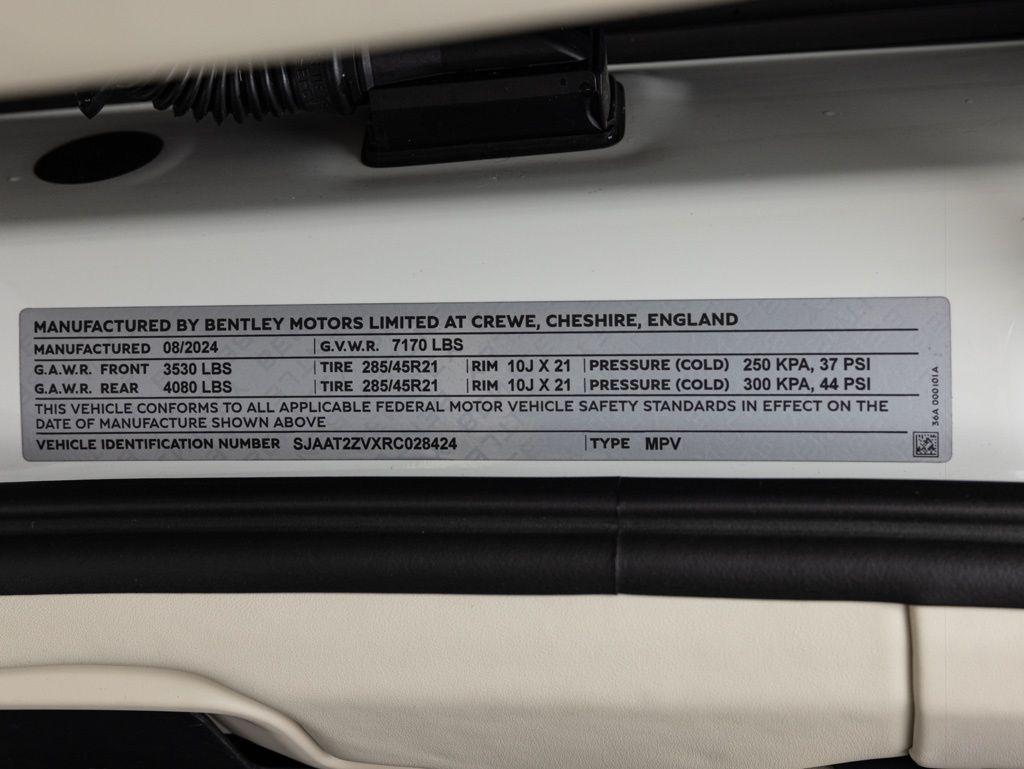 MANUFACTURED BY BENTLEY MOTORS LIMITED AT CREWE, CHESHIRE, ENGLAND
MANUFACTURED 08/2024 G.V.W.R. 7170 LBS
G.A.W.R. FRONT 3530 LBS TIRE 285/45R21 RIM 10J X 21 PRESSURE (COLD) 250 KPA, 37 PSI
G.A.W.R. REAR 4080 LBS TIRE 285/45R21 RIM 10J X 21 PRESSURE (COLD) 300 KPA, 44 PSI
THIS VEHICLE CONFORMS TO ALL APPLICABLE FEDERAL MOTOR VEHICLE SAFETY STANDARDS IN EFFECT ON THE
DATE OF MANUFACTURE SHOWN ABOVE
VEHICLE IDENTIFICATION NUMBER SJAAT2ZVXRC028424 TYPE MPV
36A 000101A